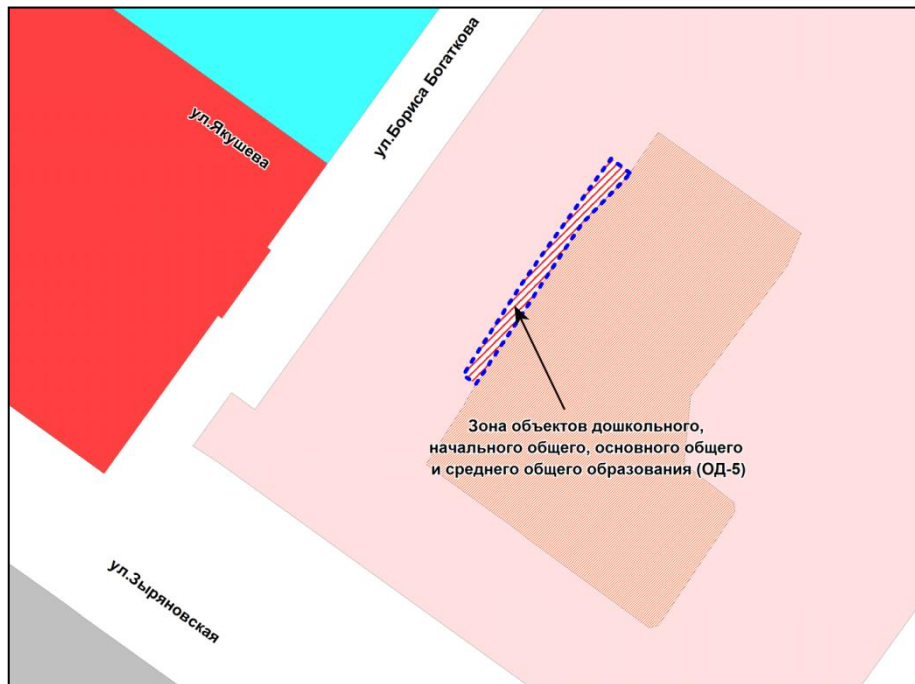 ул.Бориса Богаткова
ул.Якушева
Зона объектов дошкольного,
начального общего, основного общего
и среднего общего образования (ОД-5)
ул.Зыряновская